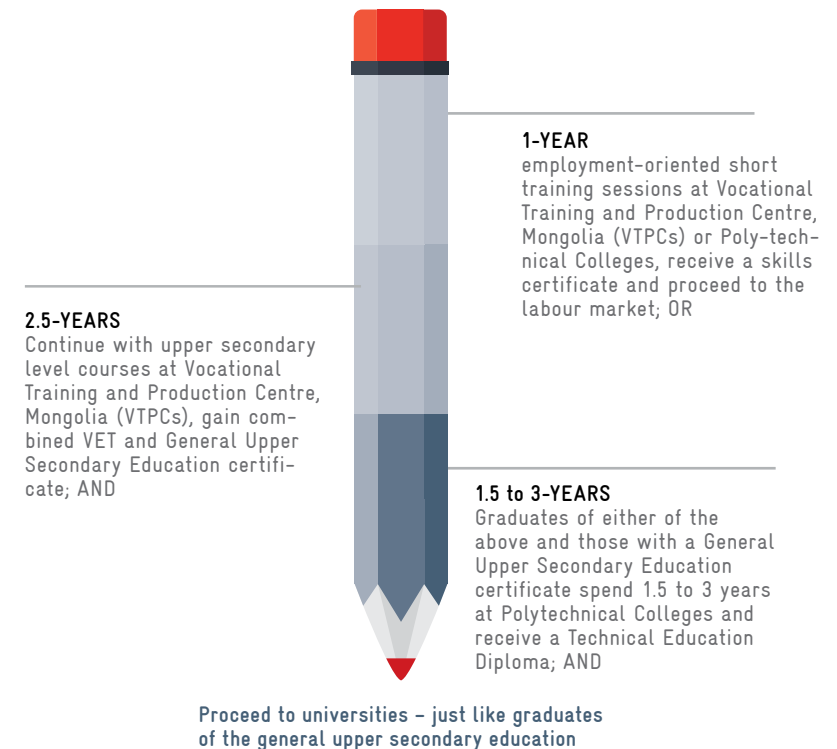 1-YEAR
employment-oriented short
training sessions at Vocational
Training and Production Centre,
Mongolia (VTPCs) or Poly-tech-
nical Colleges, receive a skills
certificate and proceed to the
labour market; OR
2.5-YEARS
Continue with upper secondary
level courses at Vocational
Training and Production Centre,
Mongolia (VTPCs), gain com-
bined VET and General Upper
Secondary Education certifi-
cate; AND
1.5 to 3-YEARS
Graduates of either of the
above and those with a General
Upper Secondary Education
certificate spend 1.5 to 3 years
at Polytechnical Colleges and
receive a Technical Education
Diploma; AND
Proceed to universities – just like graduates
of the general upper secondary education